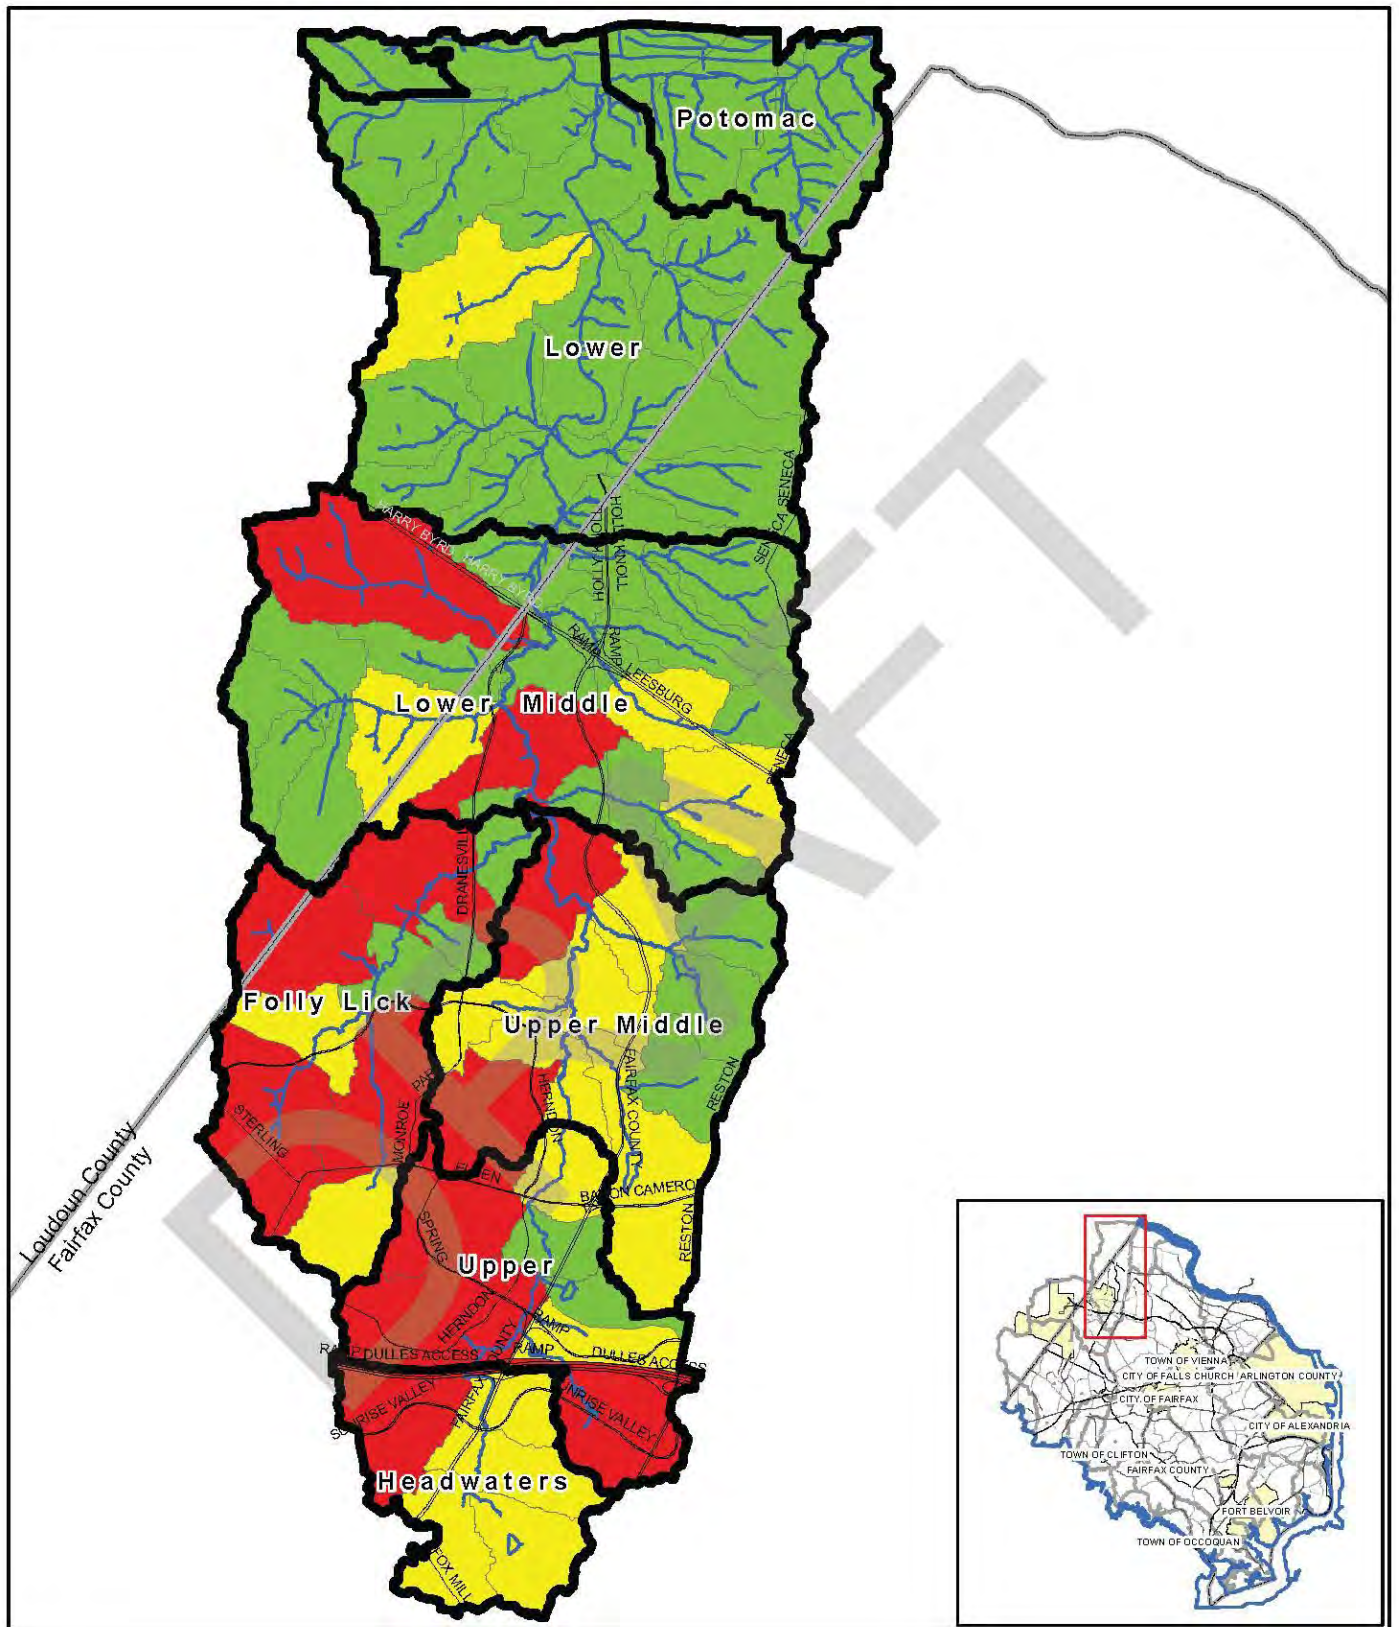 Potomac
Lower
SENECA
SENECA
HARRY BYRD
HARRY BYRD
HOLLY KNOLL
HOLLY KNOLL
RAMP
RAMP
LEESBURG
Lower Middle
SENECA
DRANESVILLE
Folly Lick
Upper Middle
FAIRFAX COUNTY
HERNDON
RESTON
MONROE
STERLING
Loudoun County
Fairfax County
BARON CAMERON
RESTON
SPRING
Upper
HERNDON
RAMP
FAIRFAX COUNTY
RAMP
DULLES ACCESS
RAMP
DULLES ACCESS
SUNRISE VALLEY
SUNRISE VALLEY
Headwaters
FOX MILL
DRAFT
TOWN OF VIENNA
CITY OF FALLS CHURCH
ARLINGTON COUNTY
CITY OF FAIRFAX
CITY OF ALEXANDRIA
TOWN OF CLIFTON
FAIRFAX COUNTY
FORT BELVOIR
TOWN OF OCCOQUAN